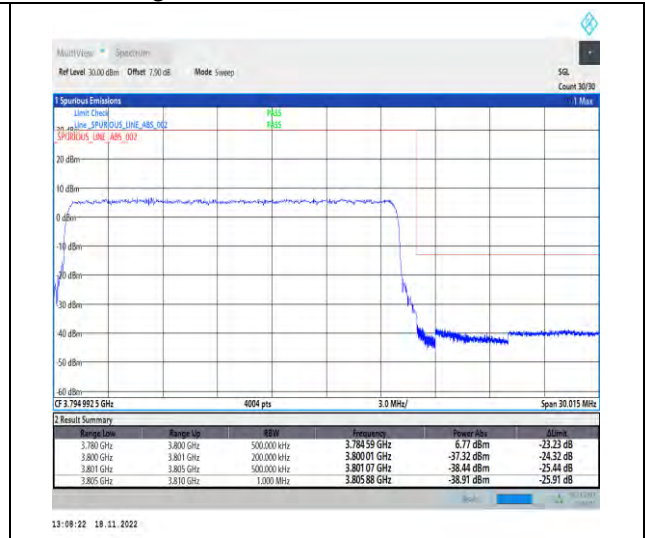 MultiView Spectrum
Ref Level 30.00 dBm Offset 7.90 dB Mode Sweep SGL
Count 30/30
1 Spurious Emissions 1 Max
Limit Check PASS
Line _SPURIOUS_LINE_ABS_002 PASS
_SPURIOUS_LINE_ABS_002
20 dBm
10 dBm
0 dBm
-10 dBm
-20 dBm
-30 dBm
-40 dBm
-50 dBm
-60 dBm
CF 3.794 992 5 GHz 4004 pts 3.0 MHz/ Span 30.015 MHz
2 Result Summary
Range Low Range Up RBW Frequency Power Abs ΔLimit
3.780 GHz 3.800 GHz 500.000 kHz 3.784 59 GHz 6.77 dBm -23.23 dB
3.800 GHz 3.801 GHz 200.000 kHz 3.800 01 GHz -37.32 dBm -24.32 dB
3.801 GHz 3.805 GHz 500.000 kHz 3.801 07 GHz -38.44 dBm -25.44 dB
3.805 GHz 3.810 GHz 1.000 MHz 3.805 88 GHz -38.91 dBm -25.91 dB
13:08:22 18.11.2022